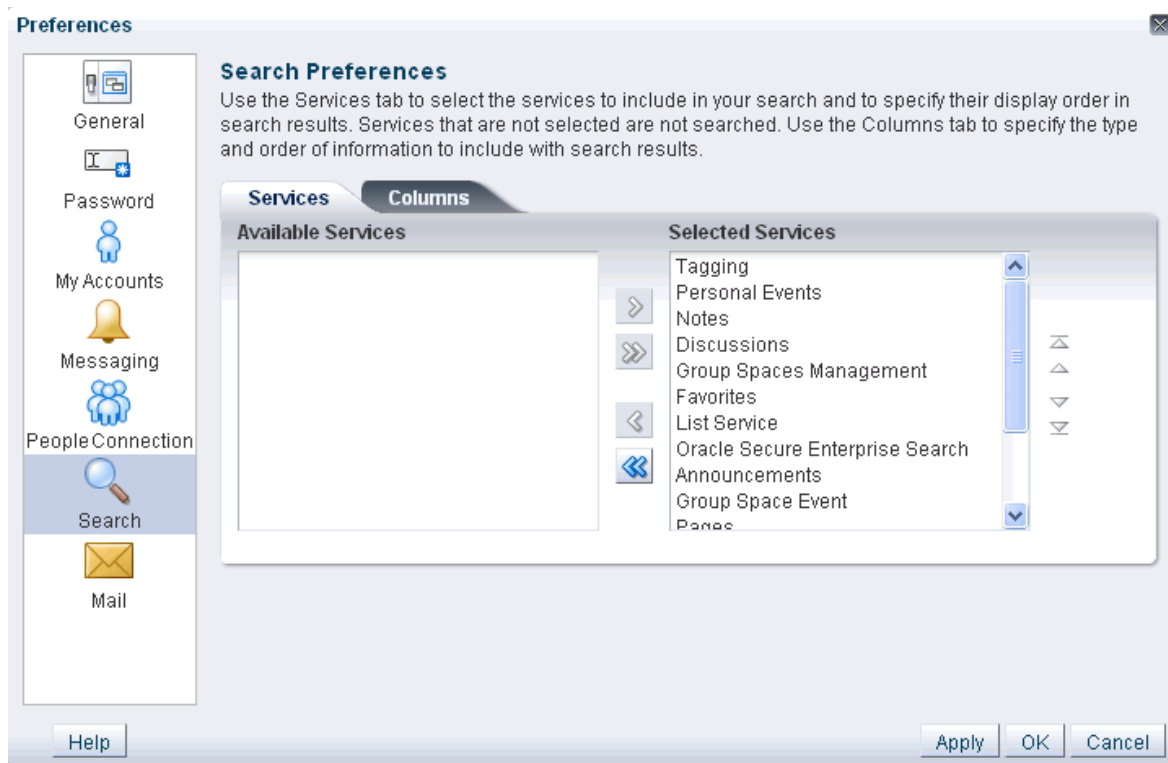 Preferences
General
Password
My Accounts
Messaging
People Connection
Search
Mail
Search Preferences
Use the Services tab to select the services to include in your search and to specify their display order in
search results. Services that are not selected are not searched. Use the Columns tab to specify the type
and order of information to include with search results.
Services
Columns
Available Services
Selected Services
Tagging
Personal Events
Notes
Discussions
Group Spaces Management
Favorites
List Service
Oracle Secure Enterprise Search
Announcements
Group Space Event
Pages
Help
Apply
OK
Cancel